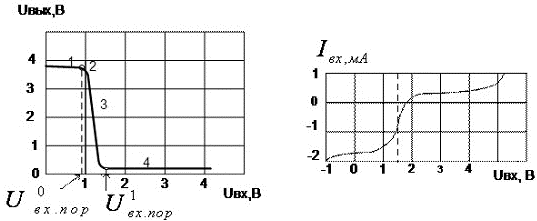 Uвых,В
4
3
2
1
0
1
2
3
4
1 2 3 4
Uвх,В
U⁰вх.пор
U¹вх.пор
Iвх,мА
1
0
-1
-2
-1 0 1 2 3 4 5
Uвх, В